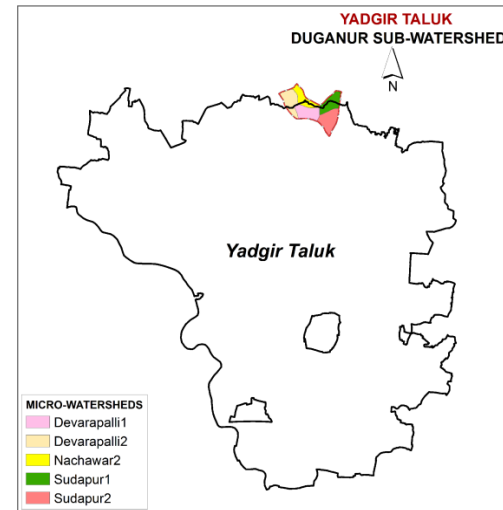 YADGIR TALUK
DUGANUR SUB-WATERSHED
N
Yadgir Taluk
MICRO-WATERSHEDS
Devarapalli1
Devarapalli2
Nachawar2
Sudapur1
Sudapur2